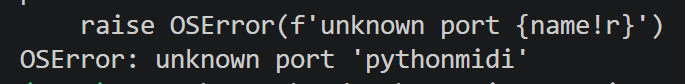 raise OSError(f'unknown port {name!r}')
OSError: unknown port 'pythonmidi'